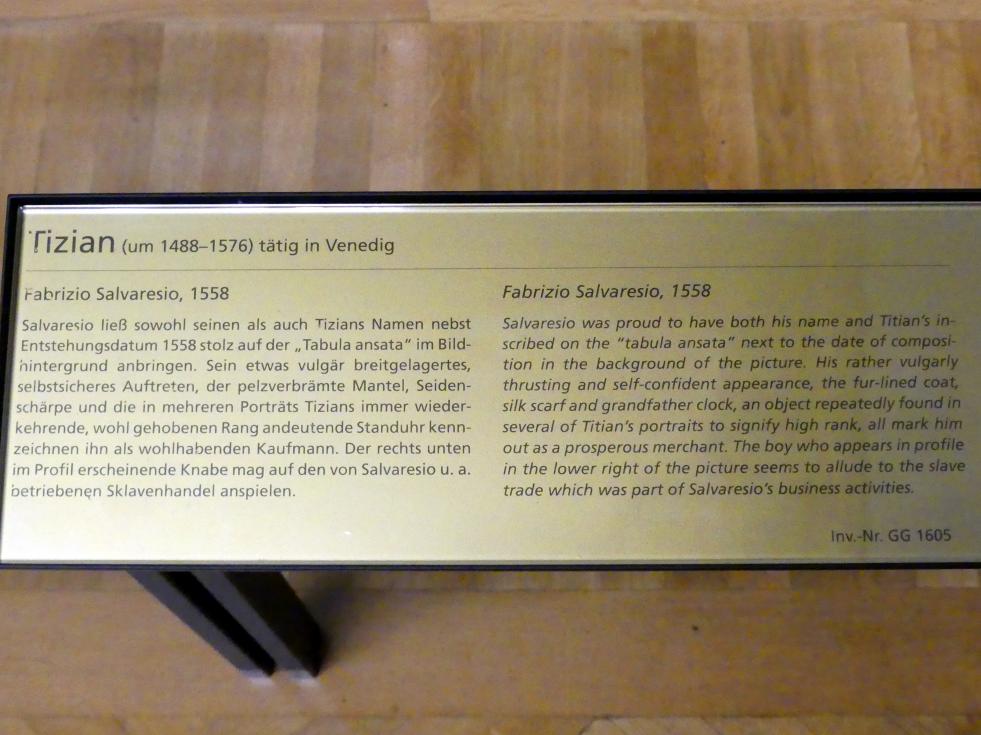 Tizian (um 1488–1576) tätig in Venedig
Fabrizio Salvaresio, 1558
Salvaresio ließ sowohl seinen als auch Tizians Namen nebst
Entstehungsdatum 1558 stolz auf der „Tabula ansata” im Bild-
hintergrund anbringen. Sein etwas vulgär breitgelagertes,
selbstsicheres Auftreten, der pelzverbrämte Mantel, Seiden-
schärpe und die in mehreren Porträts Tizians immer wieder-
kehrende, wohl gehobenen Rang andeutende Standuhr kenn-
zeichnen ihn als wohlhabenden Kaufmann. Der rechts unten
im Profil erscheinende Knabe mag auf den von Salvaresio u. a.
betriebenen Sklavenhandel anspielen.
Fabrizio Salvaresio, 1558
Salvaresio was proud to have both his name and Titian’s in-
scribed on the “tabula ansata” next to the date of composi-
tion in the background of the picture. His rather vulgarly
thrusting and self-confident appearance, the fur-lined coat,
silk scarf and grandfather clock, an object repeatedly found in
several of Titian’s portraits to signify high rank, all mark him
out as a prosperous merchant. The boy who appears in profile
in the lower right of the picture seems to allude to the slave
trade which was part of Salvaresio’s business activities.
Inv.-Nr. GG 1605